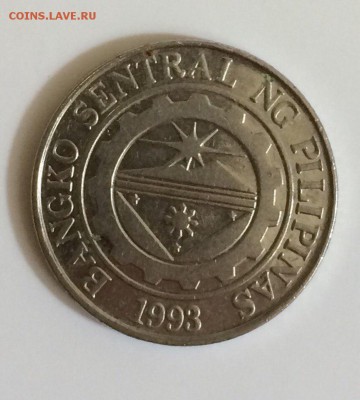 COINS.LAVE.RU
BANGKO SENTRAL NG PILIPINAS
1993